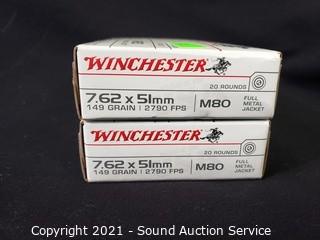 WINCHESTER
20 ROUNDS
7.62 x 51mm
149 GRAIN | 2790 FPS
M80
FULL
METAL
JACKET
WINCHESTER
20 ROUNDS
7.62 x 51mm
149 GRAIN | 2790 FPS
M80
FULL
METAL
JACKET
Copyright 2021 - Sound Auction Service